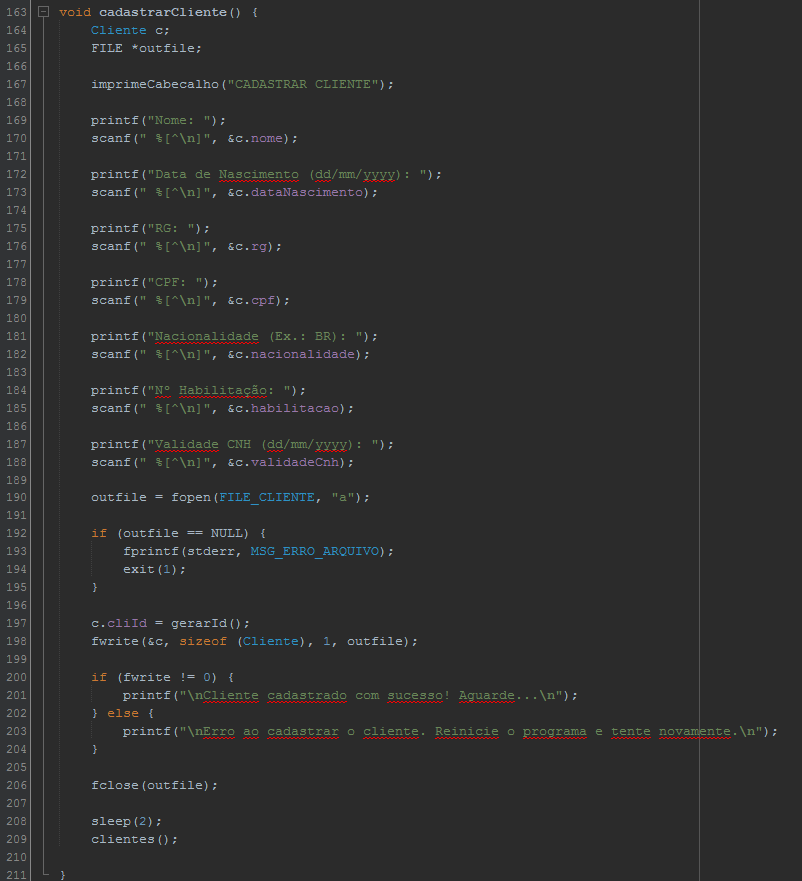 163 void cadastrarCliente() {
164 Cliente c;
165 FILE *outfile;
166
167 imprimeCabecalho("CADASTRAR CLIENTE");
168
169 printf("Nome: ");
170 scanf(" %[^\n]", &c.nome);
171
172 printf("Data de Nascimento (dd/mm/yyyy): ");
173 scanf(" %[^\n]", &c.dataNascimento);
174
175 printf("RG: ");
176 scanf(" %[^\n]", &c.rg);
177
178 printf("CPF: ");
179 scanf(" %[^\n]", &c.cpf);
180
181 printf("Nacionalidade (Ex.: BR): ");
182 scanf(" %[^\n]", &c.nacionalidade);
183
184 printf("Nº Habilitação: ");
185 scanf(" %[^\n]", &c.habilitacao);
186
187 printf("Validade CNH (dd/mm/yyyy): ");
188 scanf(" %[^\n]", &c.validadeCnh);
189
190 outfile = fopen(FILE_CLIENTE, "a");
191
192 if (outfile == NULL) {
193 fprintf(stderr, MSG_ERRO_ARQUIVO);
194 exit(1);
195 }
196
197 c.cliId = gerarId();
198 fwrite(&c, sizeof (Cliente), 1, outfile);
199
200 if (fwrite != 0) {
201 printf("\nCliente cadastrado com sucesso! Aguarde...\n");
202 } else {
203 printf("\nErro ao cadastrar o cliente. Reinicie o programa e tente novamente.\n");
204 }
205
206 fclose(outfile);
207
208 sleep(2);
209 clientes();
210
211 }